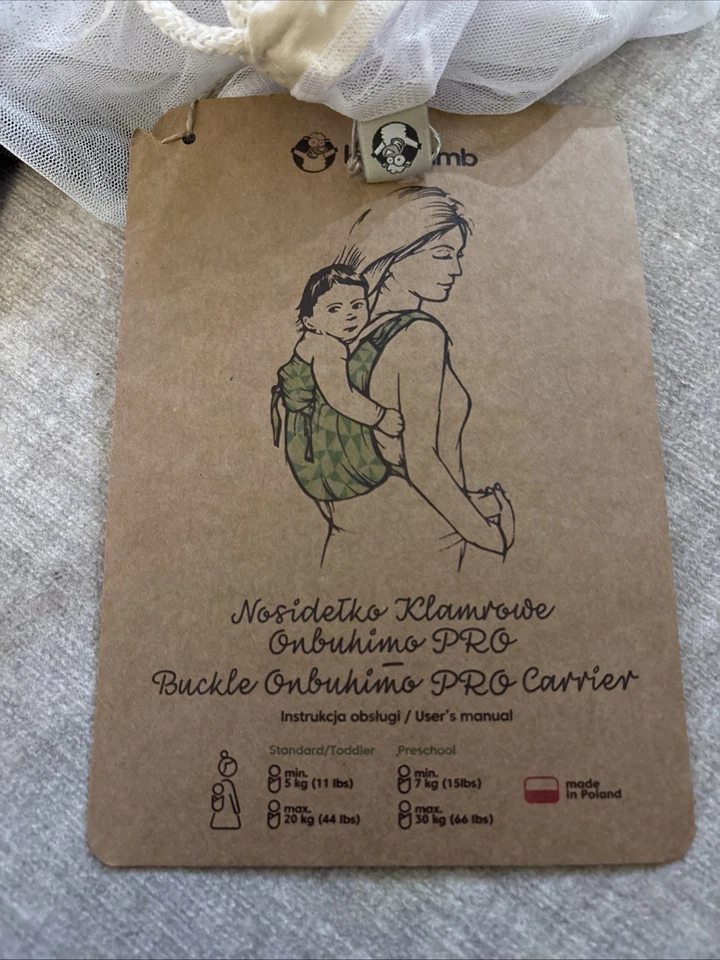 Nosidełko Klamrowe
Onbuhimo PRO
–
Buckle Onbuhimo PRO Carrier
Instrukcja obsługi / User's manual
Standard/Toddler
min.
5 kg (11 lbs)
max.
20 kg (44 lbs)
Preschool
min.
7 kg (15lbs)
max.
30 kg (66 lbs)
made
in Poland